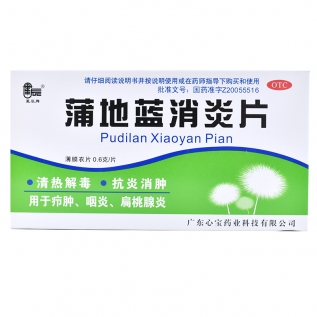 请仔细阅读说明书并按说明使用或在药师指导下购买和使用
批准文号：国药准字Z20055516
OTC
蒲地蓝消炎片
Pudilan Xiaoyan Pian
薄膜衣片 0.6克/片
·清热解毒 ·抗炎消肿
用于疖肿、咽炎、扁桃腺炎
广东心宝药业科技有限公司